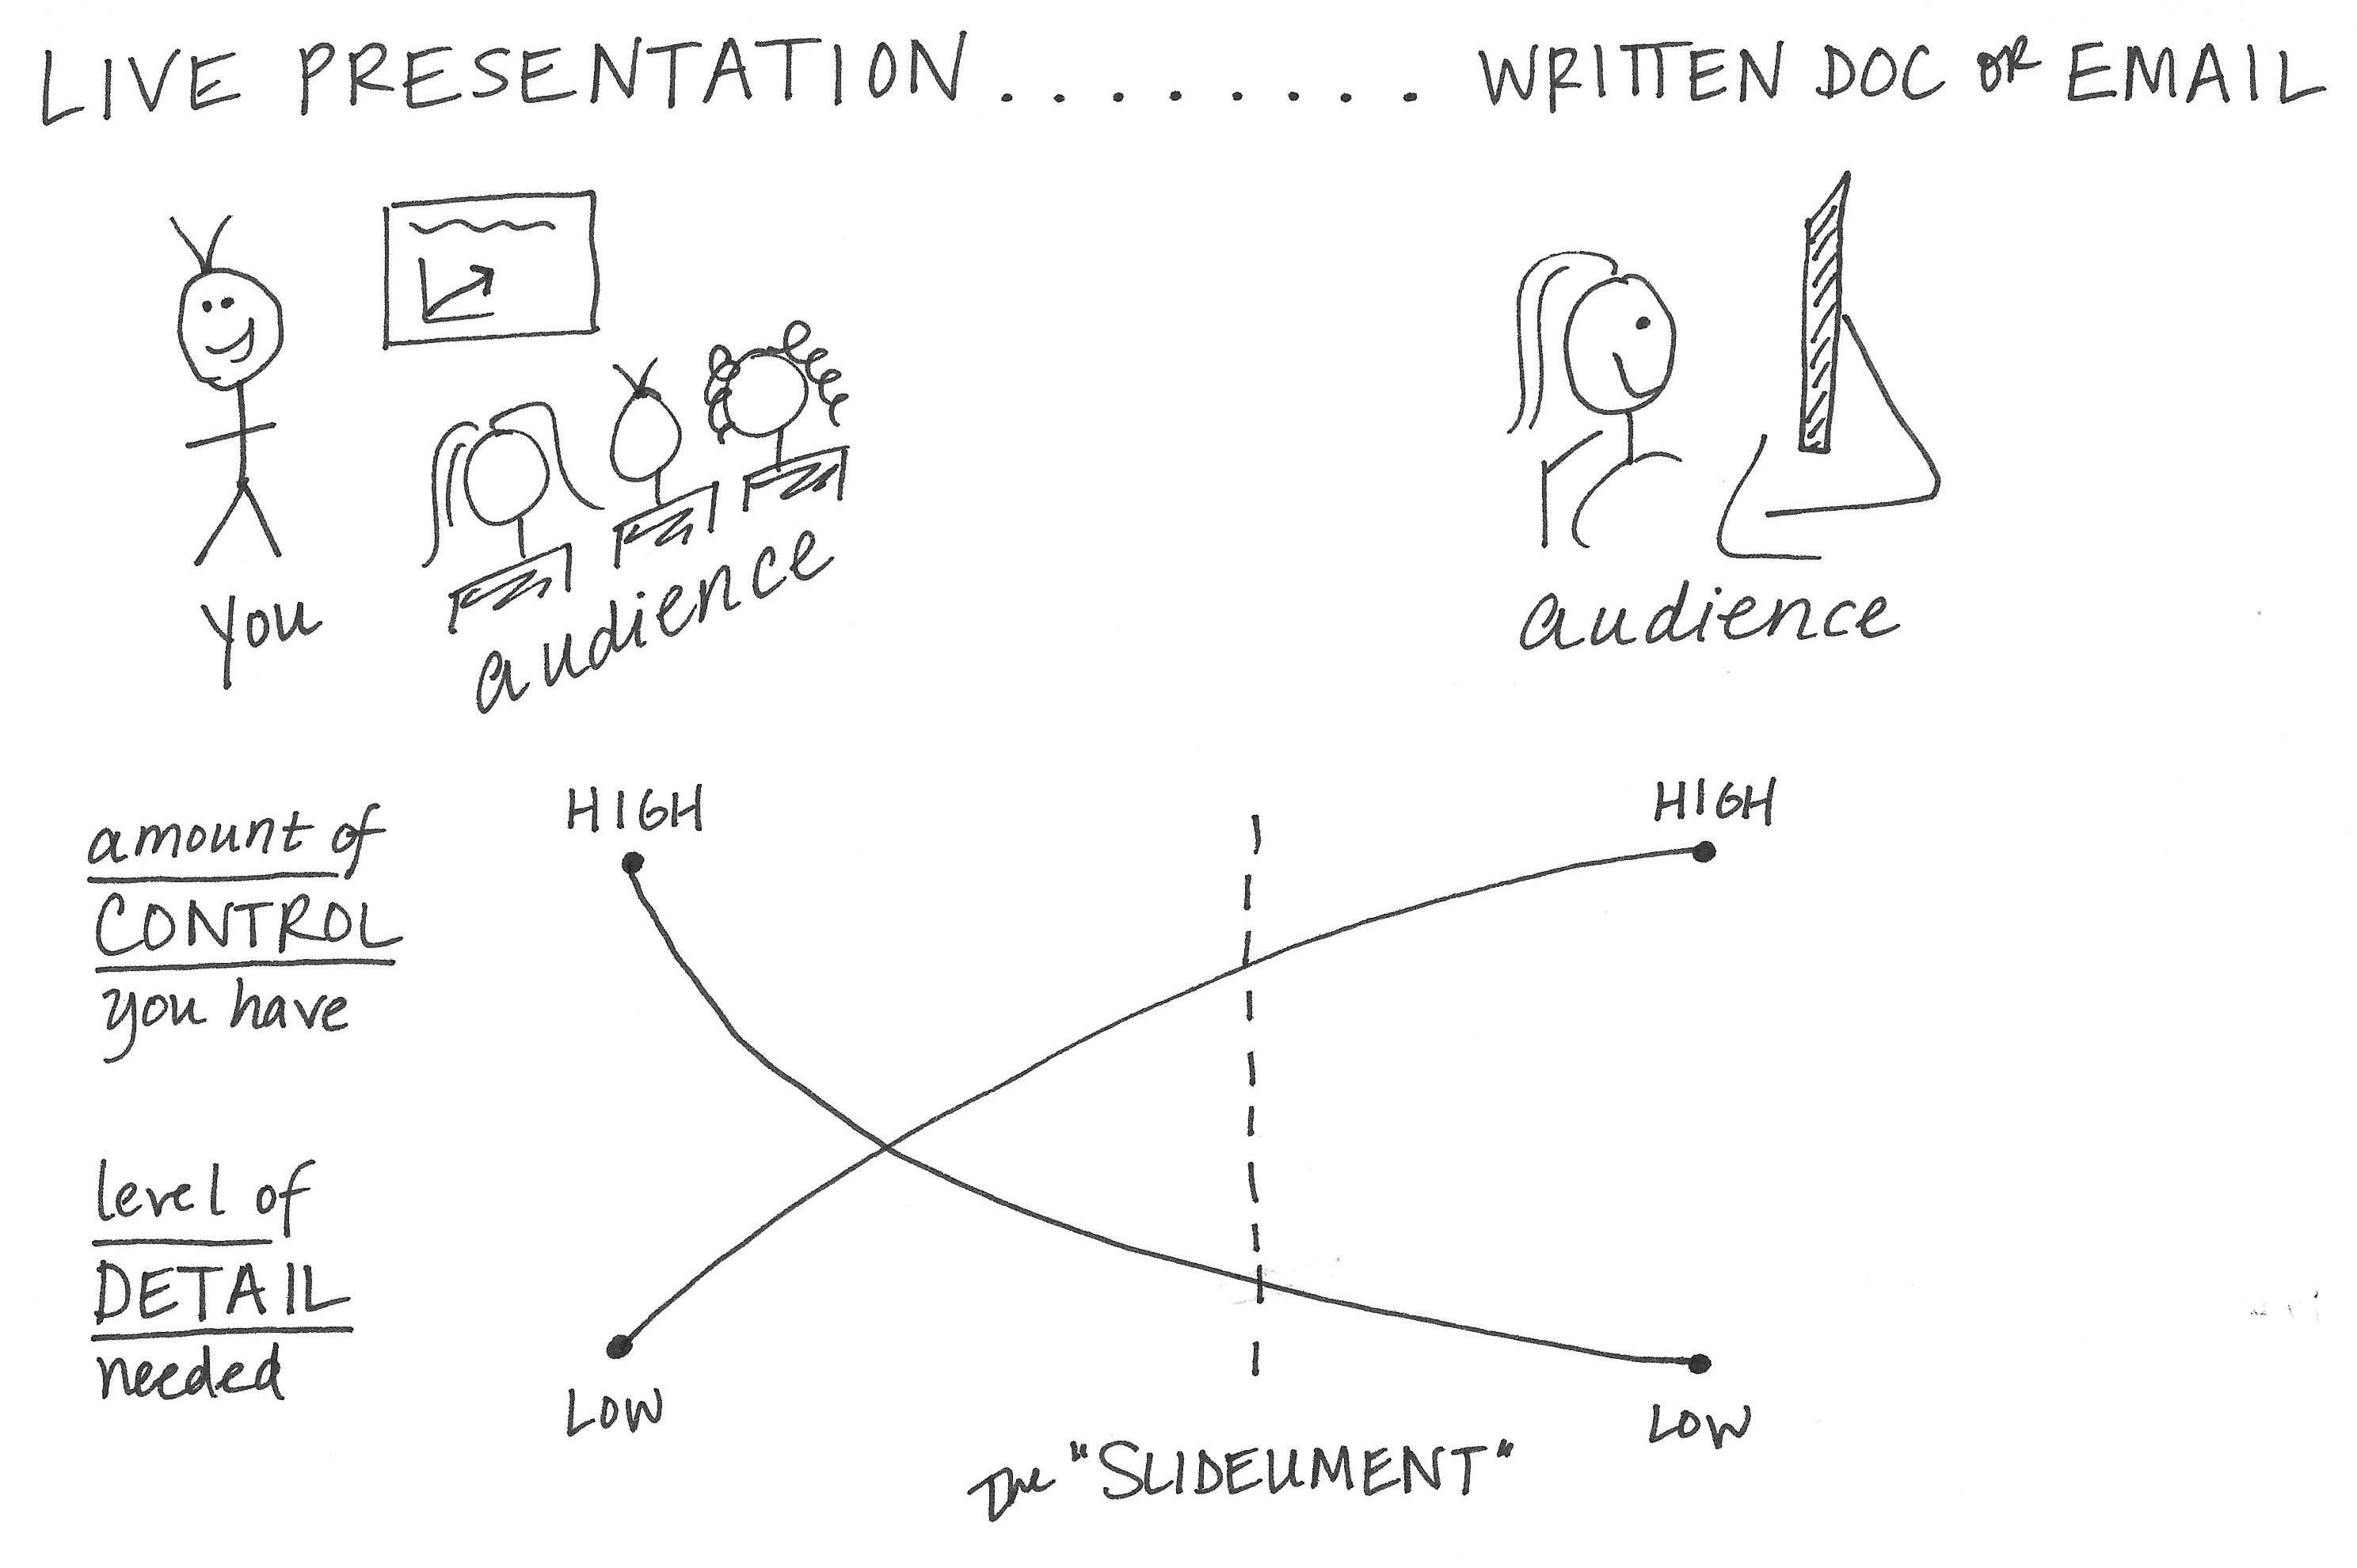 LIVE PRESENTATION ........ WRITTEN DOC OR EMAIL
you
audience
audience
amount of
CONTROL
you have
HIGH
HIGH
level of
DETAIL
needed
LOW
LOW
The "SLIDEUMENT"